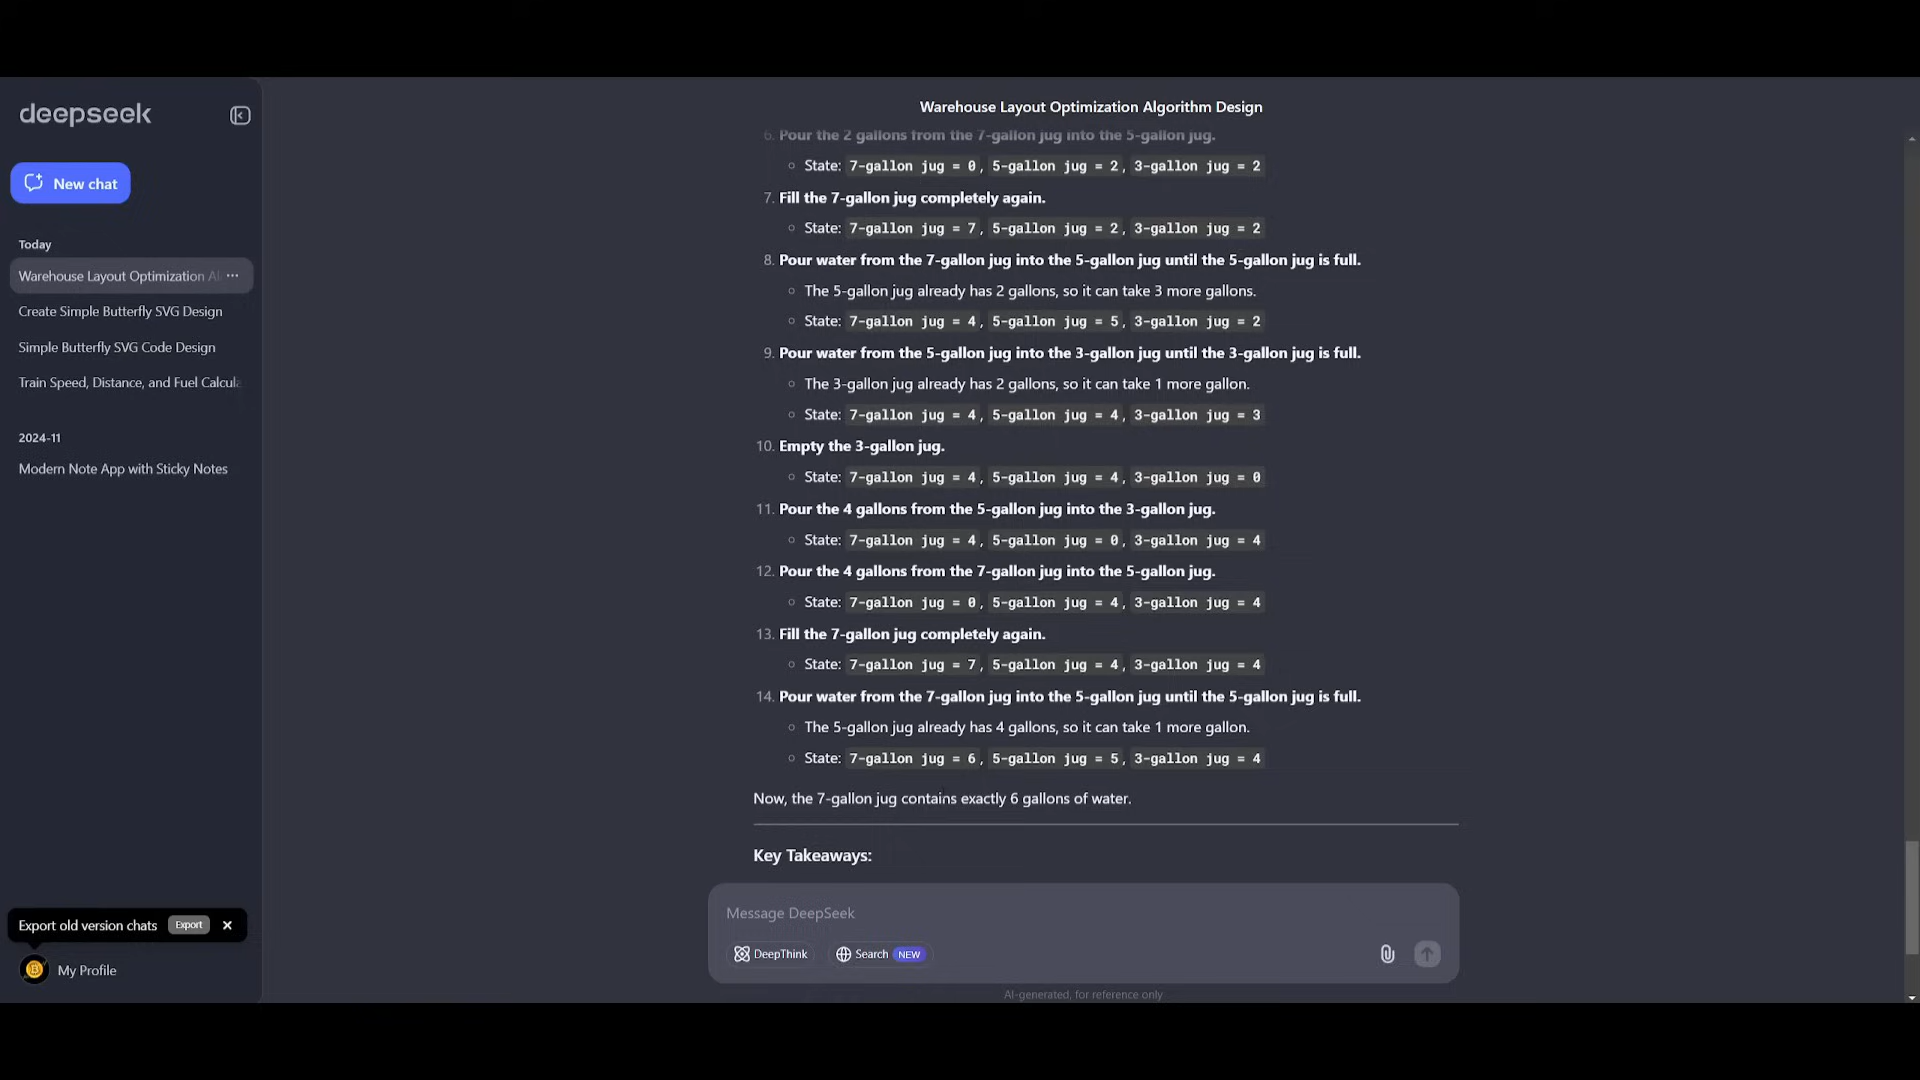 deepseek
New chat
Today
Warehouse Layout Optimization Al
Create Simple Butterfly SVG Design
Simple Butterfly SVG Code Design
Train Speed, Distance, and Fuel Calcula
2024-11
Modern Note App with Sticky Notes
Export old version chats Export
My Profile
Warehouse Layout Optimization Algorithm Design
6. Pour the 2 gallons from the 7-gallon jug into the 5-gallon jug.
State: 7-gallon jug = 0, 5-gallon jug = 2, 3-gallon jug = 2
7. Fill the 7-gallon jug completely again.
State: 7-gallon jug = 7, 5-gallon jug = 2, 3-gallon jug = 2
8. Pour water from the 7-gallon jug into the 5-gallon jug until the 5-gallon jug is full.
The 5-gallon jug already has 2 gallons, so it can take 3 more gallons.
State: 7-gallon jug = 4, 5-gallon jug = 5, 3-gallon jug = 2
9. Pour water from the 5-gallon jug into the 3-gallon jug until the 3-gallon jug is full.
The 3-gallon jug already has 2 gallons, so it can take 1 more gallon.
State: 7-gallon jug = 4, 5-gallon jug = 4, 3-gallon jug = 3
10. Empty the 3-gallon jug.
State: 7-gallon jug = 4, 5-gallon jug = 4, 3-gallon jug = 0
11. Pour the 4 gallons from the 5-gallon jug into the 3-gallon jug.
State: 7-gallon jug = 4, 5-gallon jug = 0, 3-gallon jug = 4
12. Pour the 4 gallons from the 7-gallon jug into the 5-gallon jug.
State: 7-gallon jug = 0, 5-gallon jug = 4, 3-gallon jug = 4
13. Fill the 7-gallon jug completely again.
State: 7-gallon jug = 7, 5-gallon jug = 4, 3-gallon jug = 4
14. Pour water from the 7-gallon jug into the 5-gallon jug until the 5-gallon jug is full.
The 5-gallon jug already has 4 gallons, so it can take 1 more gallon.
State: 7-gallon jug = 6, 5-gallon jug = 5, 3-gallon jug = 4
Now, the 7-gallon jug contains exactly 6 gallons of water.
Key Takeaways:
Message DeepSeek
DeepThink Search NEW
AI-generated, for reference only